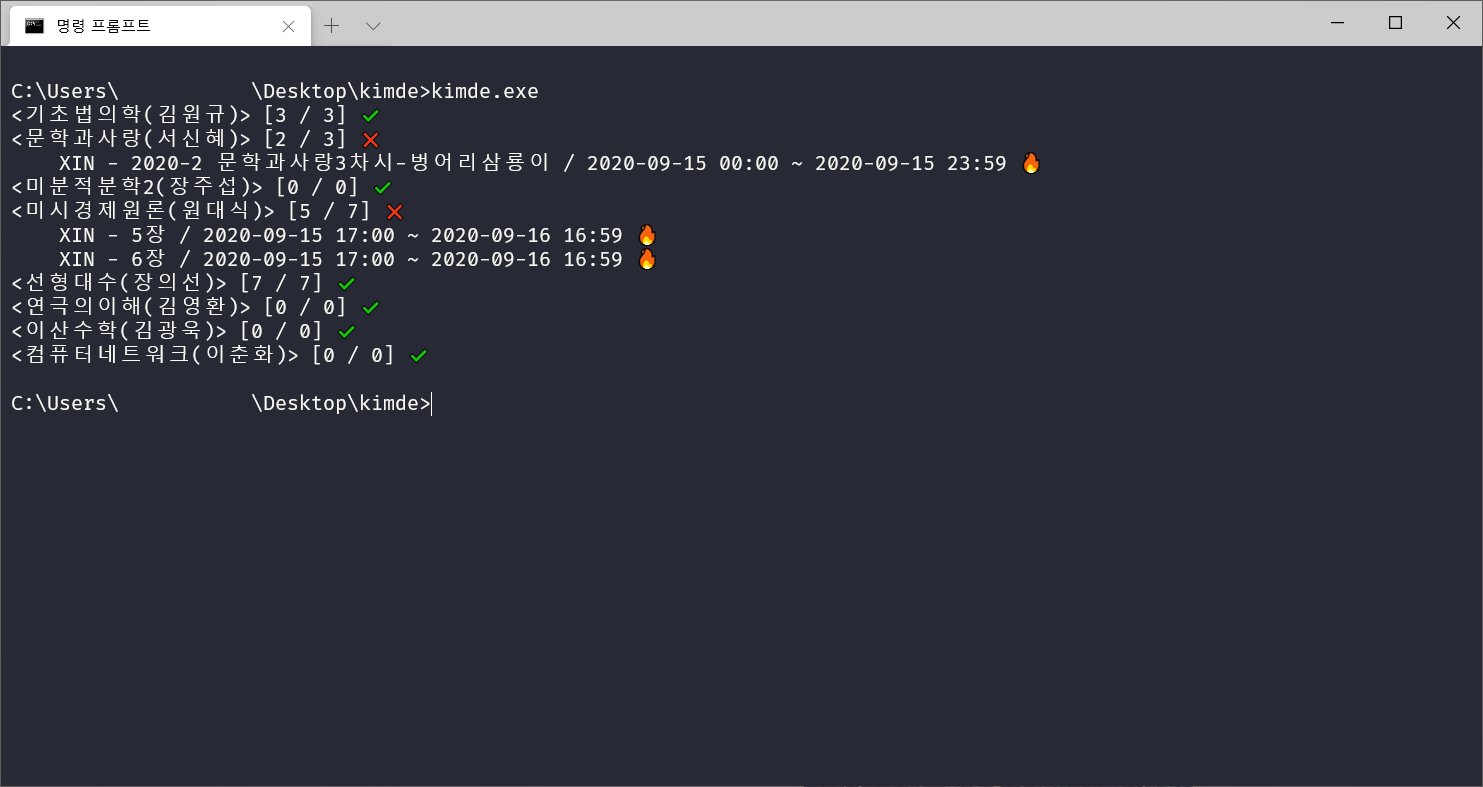 명령 프롬프트
C:\Users\ \Desktop\kimde>kimde.exe
<기초법의학(김원규)> [3 / 3] ✓
<문학과사랑(서신혜)> [2 / 3] ❌
XIN - 2020-2 문학과사랑3차시-벙어리삼룡이 / 2020-09-15 00:00 ~ 2020-09-15 23:59 🔥
<미분적분학2(장주섭)> [0 / 0] ✓
<미시경제원론(원대식)> [5 / 7] ❌
XIN - 5장 / 2020-09-15 17:00 ~ 2020-09-16 16:59 🔥
XIN - 6장 / 2020-09-15 17:00 ~ 2020-09-16 16:59 🔥
<선형대수(장의선)> [7 / 7] ✓
<연극의이해(김영환)> [0 / 0] ✓
<이산수학(김광욱)> [0 / 0] ✓
<컴퓨터네트워크(이춘화)> [0 / 0] ✓
C:\Users\ \Desktop\kimde>